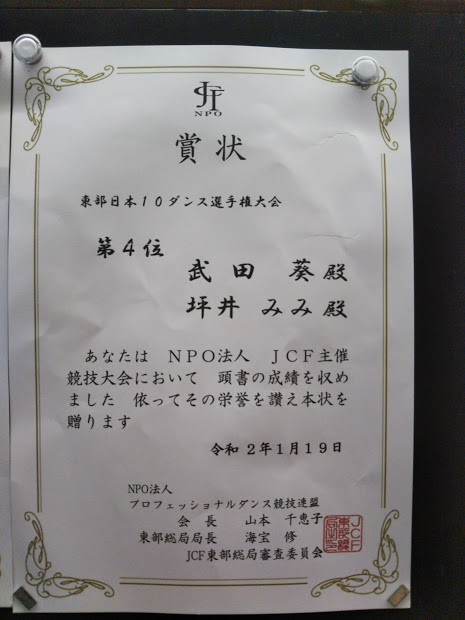 JCF
NPO
賞状
東部日本10ダンス選手権大会
第4位
武田 葵殿
坪井 みみ殿
あなたは NPO法人 JCF主催
競技大会において 頭書の成績を収め
ました 依ってその栄誉を讃え本状を
贈ります
令和2年1月19日
NPO法人
プロフェッショナルダンス競技連盟
会長 山本 千恵子
東部総局局長 海宝 修
JCF東部総局審査委員会